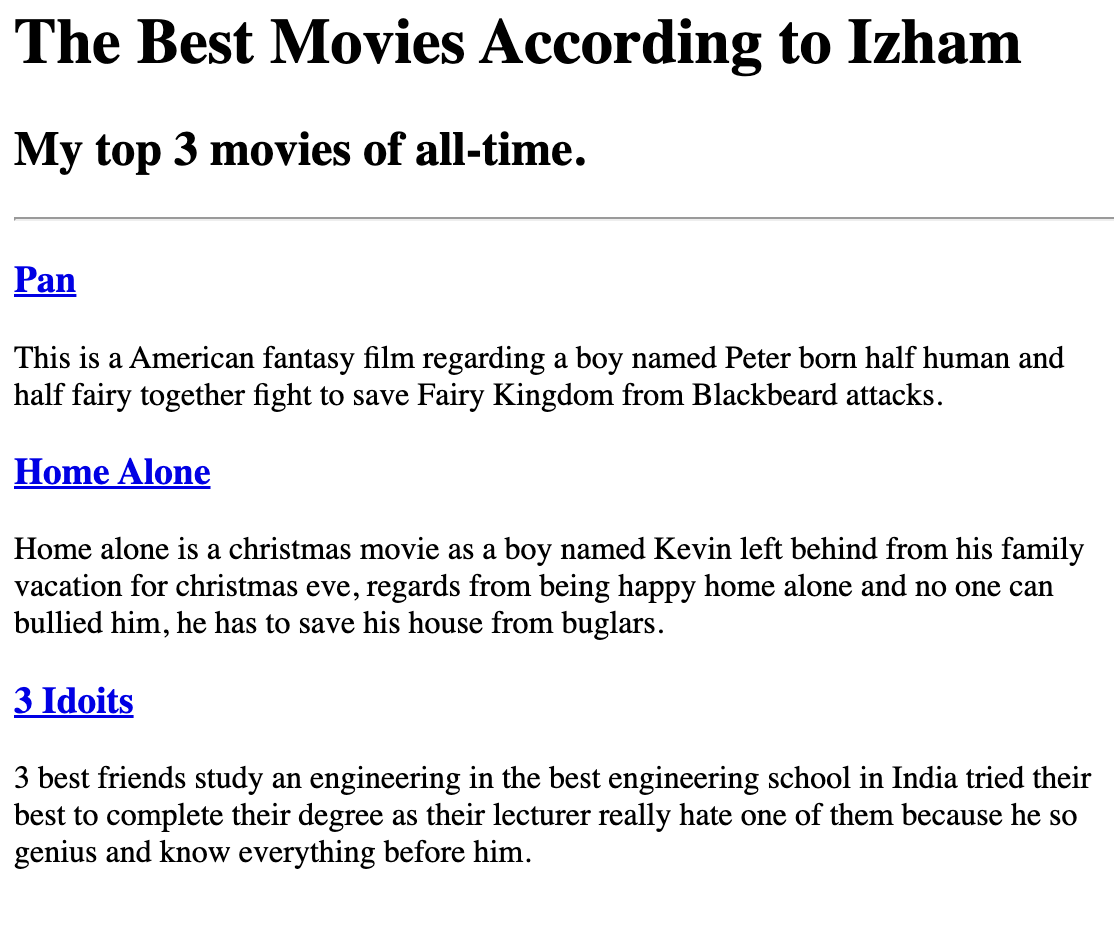 The Best Movies According to Izham
My top 3 movies of all-time.
Pan
This is a American fantasy film regarding a boy named Peter born half human and
half fairy together fight to save Fairy Kingdom from Blackbeard attacks.
Home Alone
Home alone is a christmas movie as a boy named Kevin left behind from his family
vacation for christmas eve, regards from being happy home alone and no one can
bullied him, he has to save his house from buglars.
3 Idoits
3 best friends study an engineering in the best engineering school in India tried their
best to complete their degree as their lecturer really hate one of them because he so
genius and know everything before him.